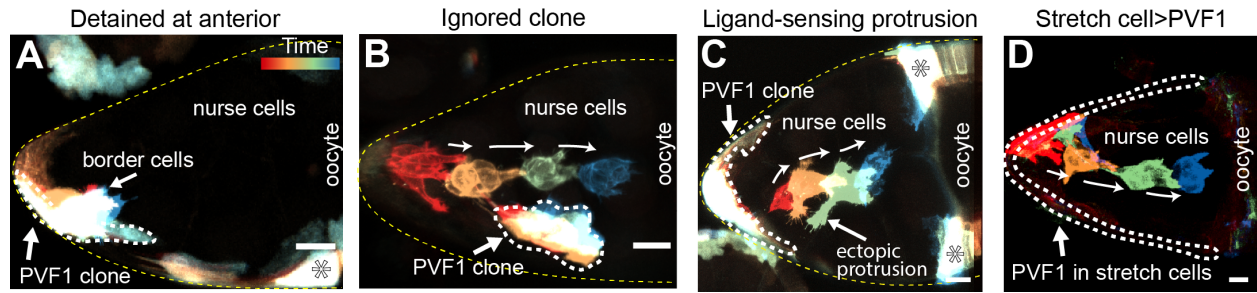 Detained at anterior
Ignored clone
Ligand-sensing protrusion
Stretch cell>PVF1
A
Time
nurse cells
border cells
PVF1 clone
oocyte
*
B
nurse cells
PVF1 clone
oocyte
C
PVF1 clone
nurse cells
ectopic
protrusion
oocyte
*
*
D
nurse cells
PVF1 in stretch cells
oocyte